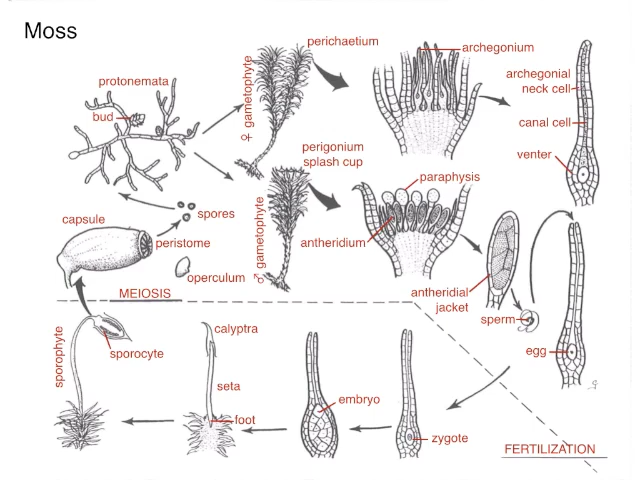 Moss
perichaetium
archegonium
protonemata
bud
♀ gametophyte
archegonial
neck cell
canal cell
venter
perigonium
splash cup
paraphysis
spores
capsule
peristome
operculum
♂ gametophyte
antheridium
antheridial
jacket
sperm
egg
MEIOSIS
sporophyte
sporocyte
calyptra
seta
foot
embryo
zygote
FERTILIZATION